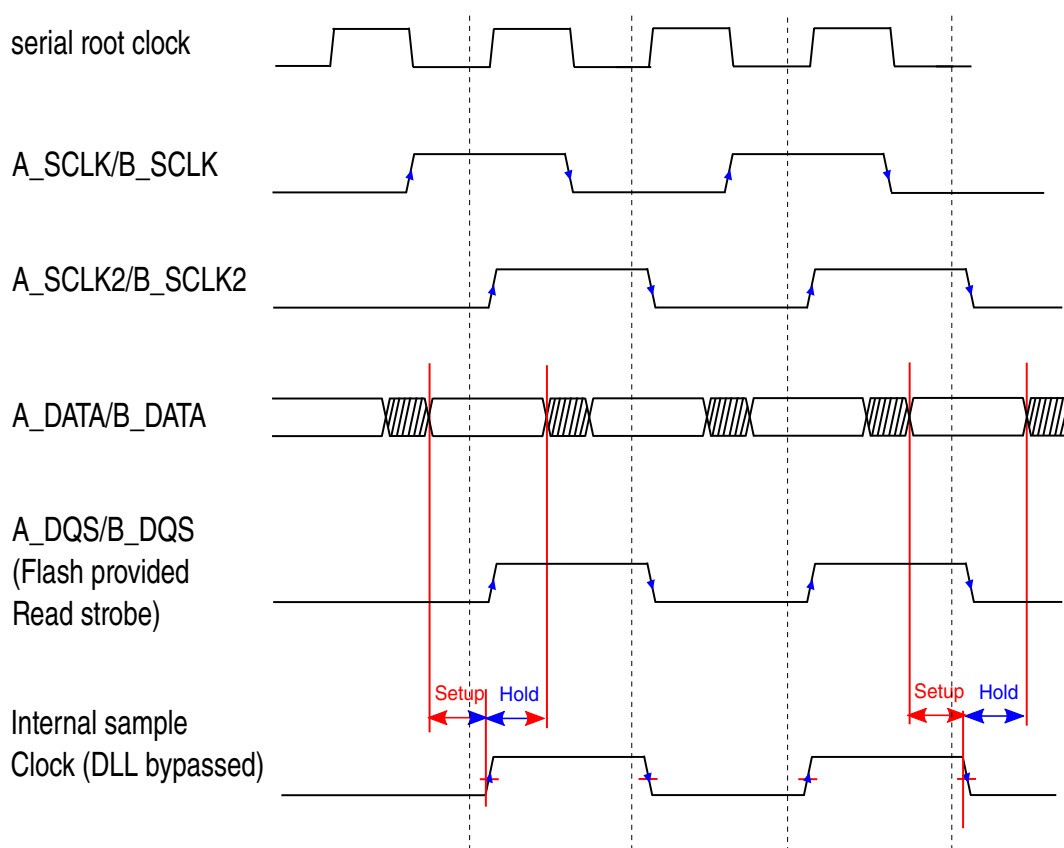 serial root clock
A_SCLK/B_SCLK
A_SCLK2/B_SCLK2
A_DATA/B_DATA
A_DQS/B_DQS
(Flash provided
Read strobe)
Setup Hold Setup Hold
Internal sample
Clock (DLL bypassed)